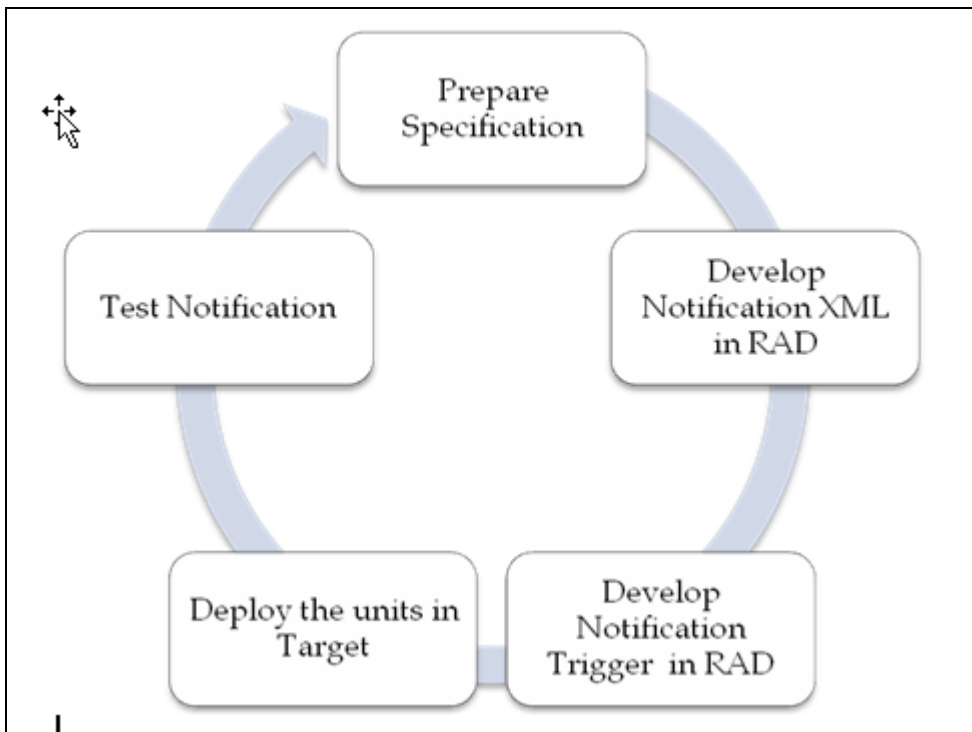 Prepare
Specification
Develop
Notification XML
in RAD
Develop
Notification
Trigger in RAD
Deploy the units in
Target
Test Notification